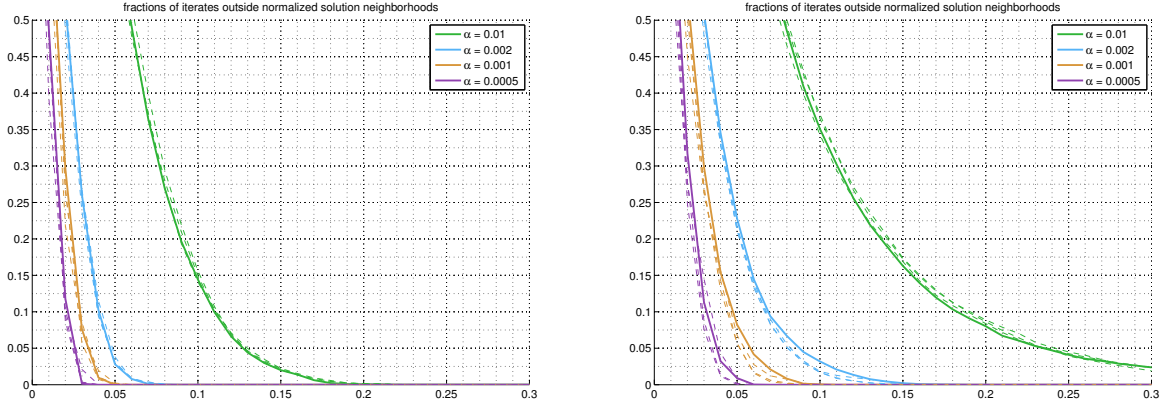 fractions of iterates outside normalized solution neighborhoods
0.5
0.45
0.4
0.35
0.3
0.25
0.2
0.15
0.1
0.05
0
α = 0.01
α = 0.002
α = 0.001
α = 0.0005
0 0.05 0.1 0.15 0.2 0.25 0.3
fractions of iterates outside normalized solution neighborhoods
0.5
0.45
0.4
0.35
0.3
0.25
0.2
0.15
0.1
0.05
0
α = 0.01
α = 0.002
α = 0.001
α = 0.0005
0 0.05 0.1 0.15 0.2 0.25 0.3